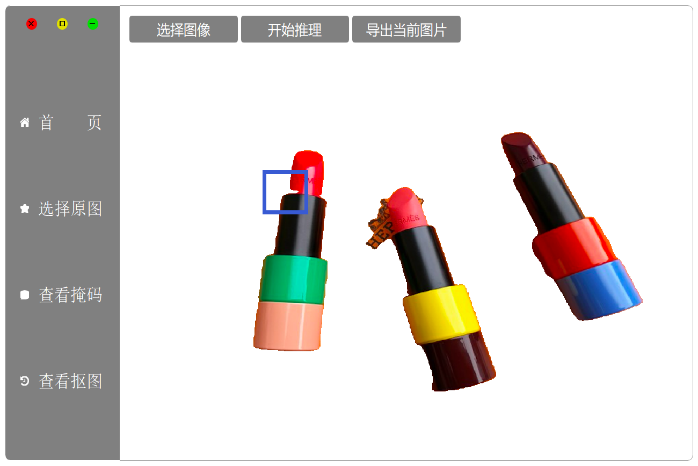 选择图像
开始推理
导出当前图片
首 页
选择原图
查看掩码
查看抠图